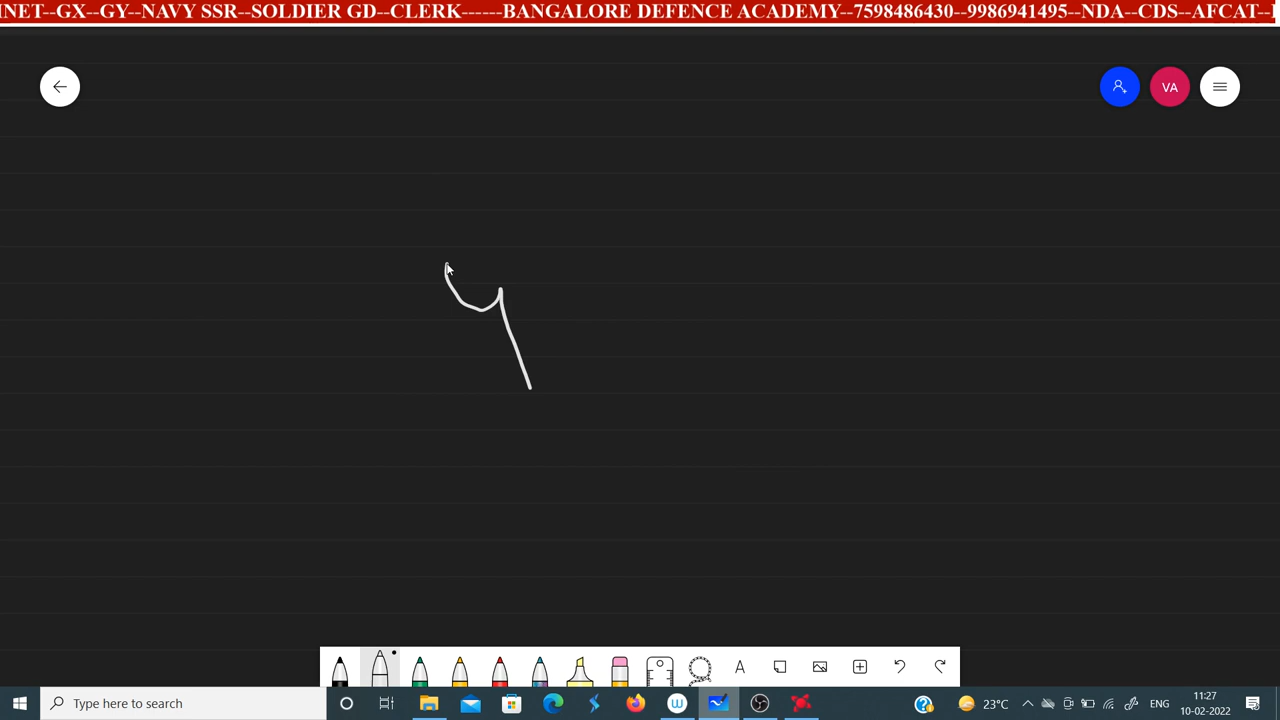 INET--GX--GY--NAVY SSR--SOLDIER GD--CLERK------BANGALORE DEFENCE ACADEMY--7598486430--9986941495--NDA--CDS--AFCAT--
VA
A
Type here to search
23°C
ENG
11:27
10-02-2022